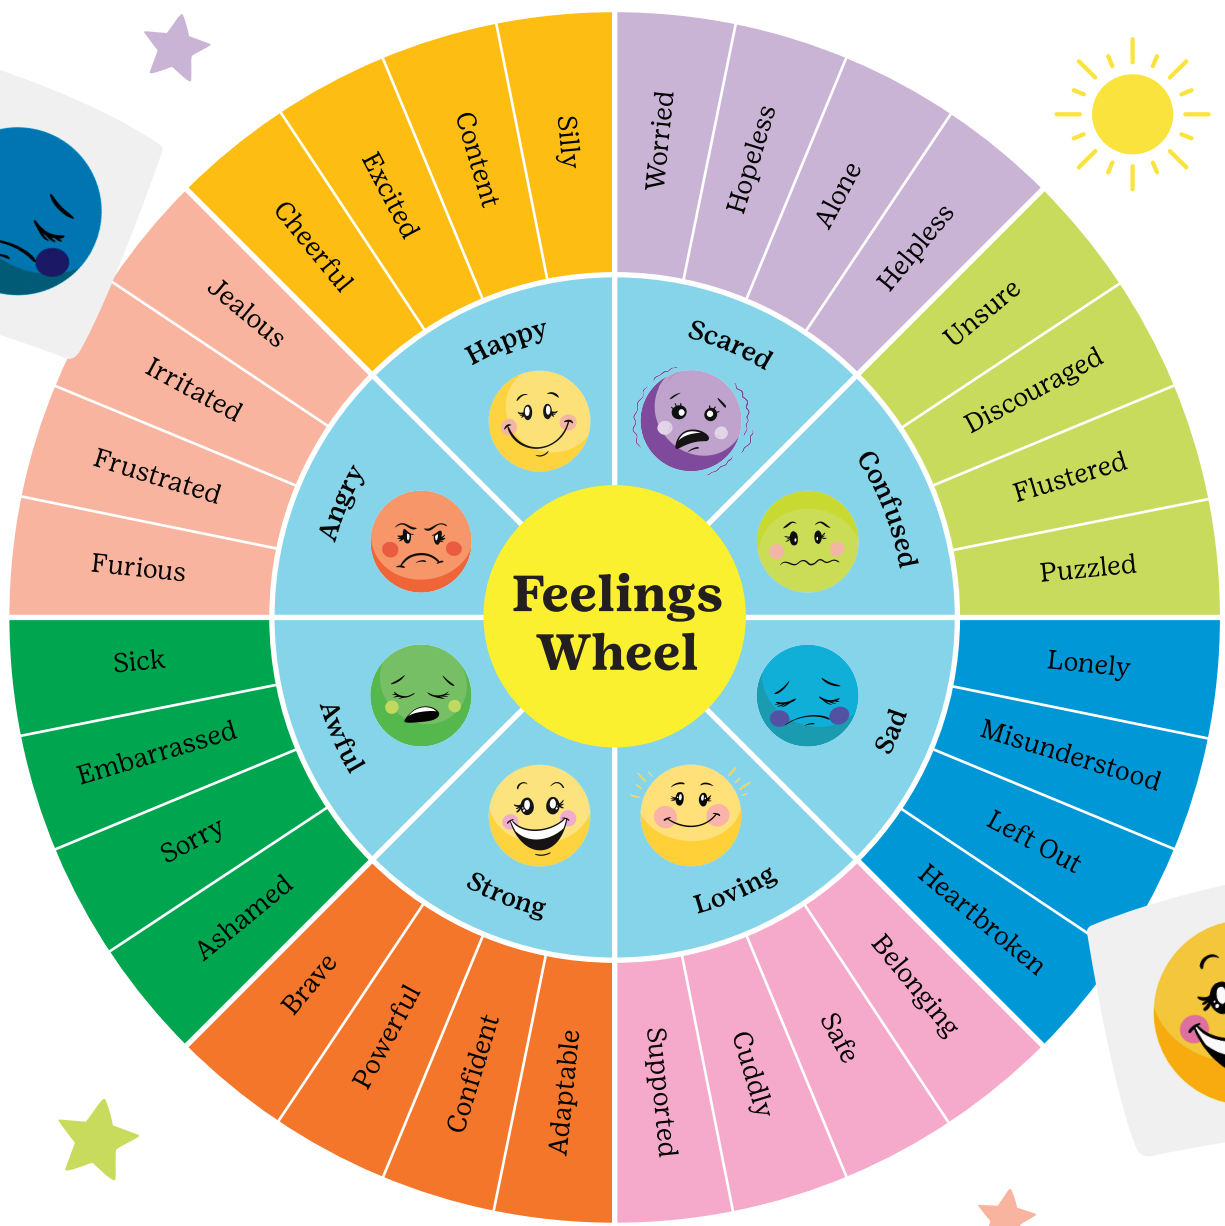 Feelings
Wheel
Happy
Scared
Confused
Sad
Loving
Strong
Awful
Angry
Cheerful
Excited
Content
Silly
Worried
Hopeless
Alone
Helpless
Unsure
Discouraged
Flustered
Puzzled
Lonely
Misunderstood
Left Out
Heartbroken
Belonging
Safe
Cuddly
Supported
Adaptable
Confident
Powerful
Brave
Ashamed
Sorry
Embarrassed
Sick
Furious
Frustrated
Irritated
Jealous